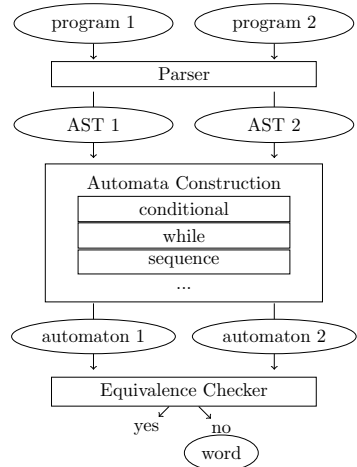 program 1 program 2
Parser
AST 1 AST 2
Automata Construction
conditional
while
sequence
...
automaton 1 automaton 2
Equivalence Checker
yes no
word